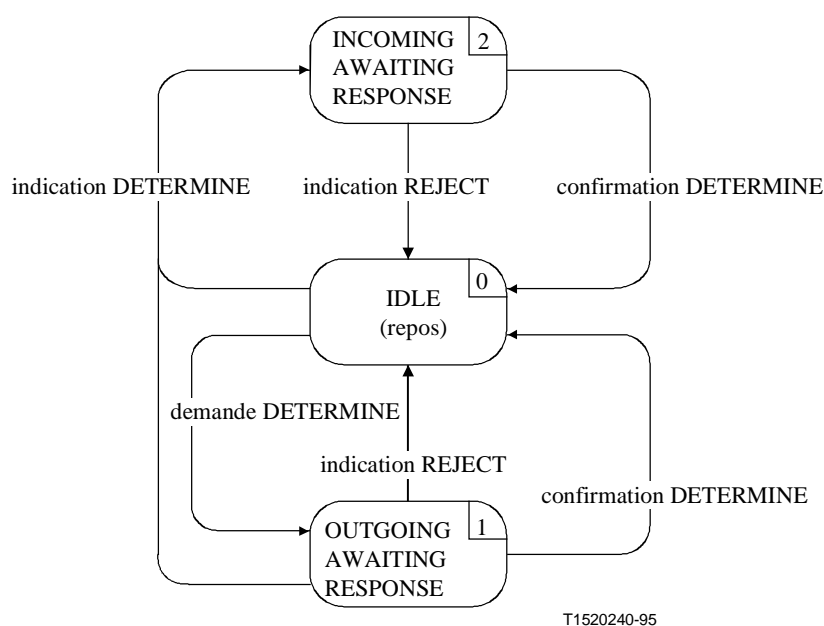 INCOMING 2
AWAITING
RESPONSE
indication DETERMINE
indication REJECT
confirmation DETERMINE
IDLE 0
(repos)
demande DETERMINE
indication REJECT
confirmation DETERMINE
OUTGOING 1
AWAITING
RESPONSE
T1520240-95